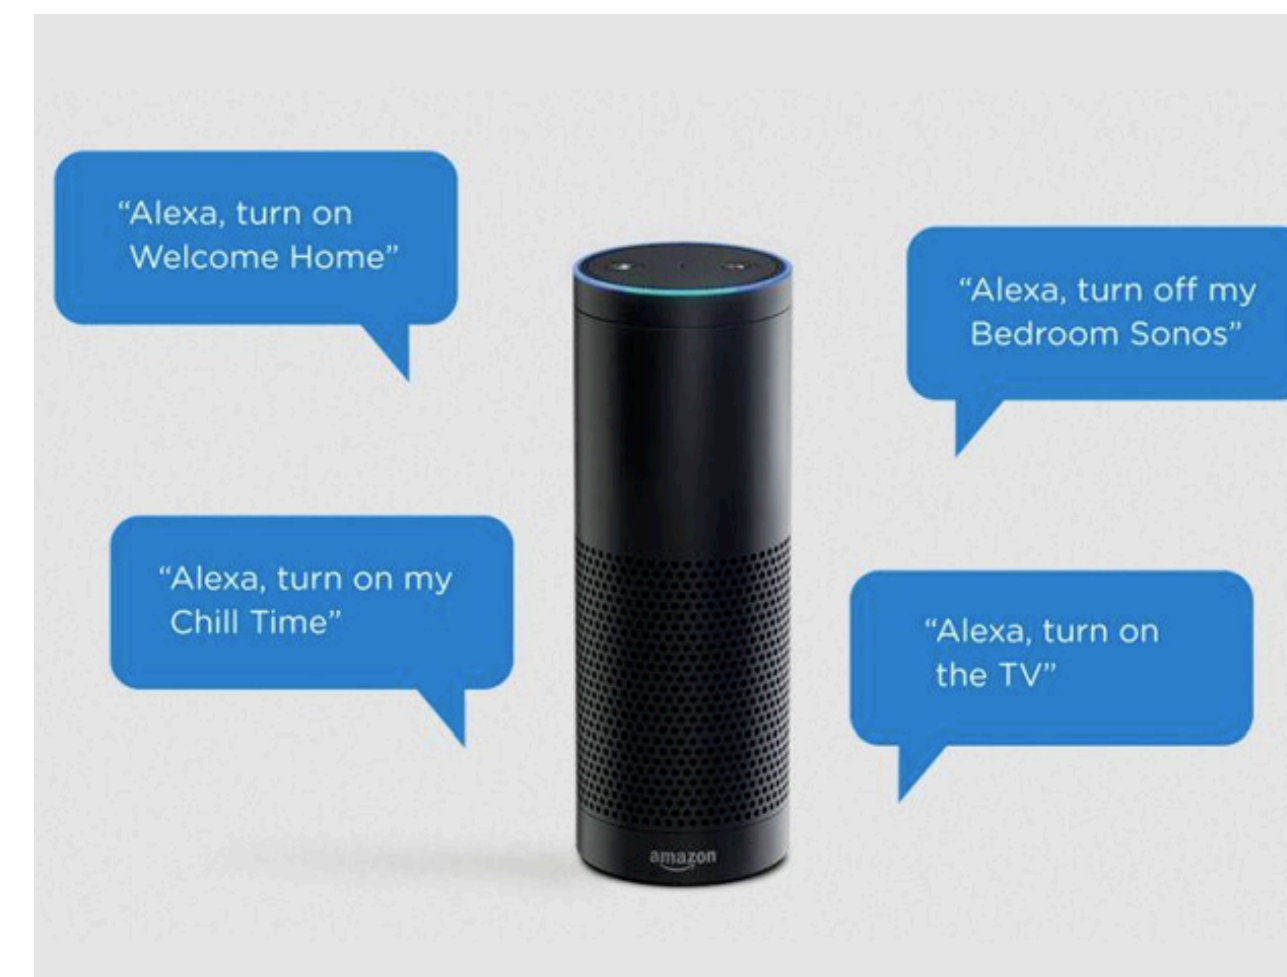 “Alexa, turn on
Welcome Home”
“Alexa, turn off my
Bedroom Sonos”
“Alexa, turn on my
Chill Time”
“Alexa, turn on
the TV”
amazon